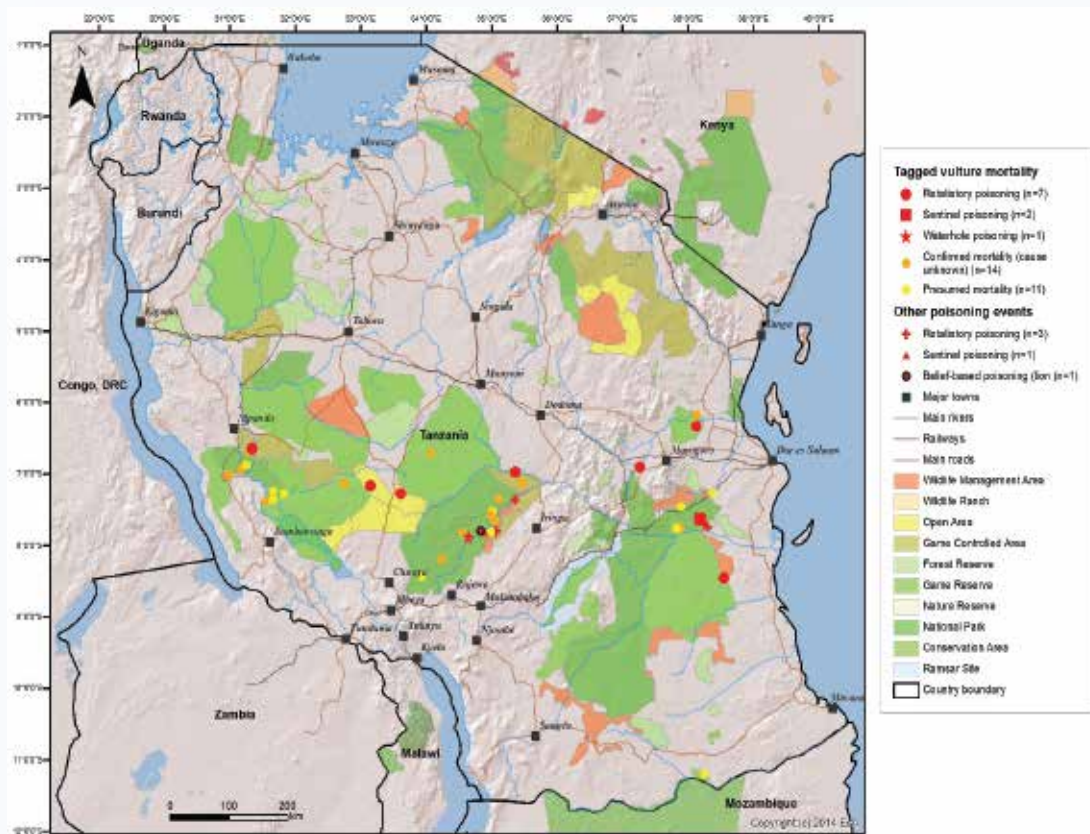 Uganda
Bukoba
Musoma
N
Rwanda
Kenya
Mwanza
Burundi
Arusha
Shinyanga
Kigoma
Tabora
Singida
Tanga
Congo, DRC
Manyoni
Dodoma
Mpanda
Tanzania
Morogoro
Dar es Salaam
Iringa
Sumbawanga
Chunya
Rujewa
Mbeya
Makambako
Tunduma
Tukuyu
Njombe
Kyela
Zambia
Songea
Malawi
Mozambique
0 100 200
km
Copyright:(c) 2014 Esri
Tagged vulture mortality
Retaliatory poisoning (n=7)
Sentinel poisoning (n=2)
Waterhole poisoning (n=1)
Confirmed mortality (cause
unknown) (n=14)
Presumed mortality (n=11)
Other poisoning events
Retaliatory poisoning (n=3)
Sentinel poisoning (n=1)
Belief-based poisoning (lion (n=1)
Major towns
Main rivers
Railways
Main roads
Wildlife Management Area
Wildlife Ranch
Open Area
Game Controlled Area
Forest Reserve
Game Reserve
Nature Reserve
National Park
Conservation Area
Ramsar Site
Country boundary